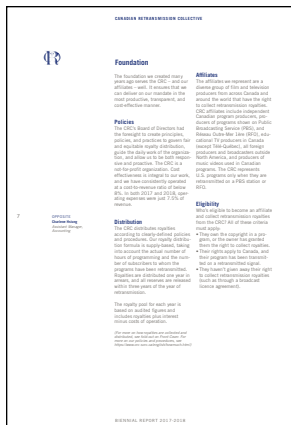 CANADIAN RETRANSMISSION COLLECTIVE
Foundation
The foundation we created many
years ago serves the CRC – and our
affiliates – well. It ensures that we
can deliver on our mandate in the
most productive, transparent, and
cost-effective manner.
Policies
The CRC's Board of Directors had
the foresight to create principles,
policies, and practices to govern fair
and equitable royalty distribution,
guide the daily work of the organiza-
tion, and allow us to be both respon-
sive and proactive. The CRC is a
not-for-profit organization. Cost
effectiveness is integral to our work,
and we have consistently operated
at a cost-to-revenue ratio of below
8%. In both 2017 and 2018, oper-
ating expenses were just 7.5% of
revenue.
Distribution
The CRC distributes royalties
according to clearly-defined policies
and procedures. Our royalty distribu-
tion formula is supply-based, taking
into account the actual number of
hours of programming and the num-
ber of subscribers to whom the
programs have been retransmitted.
Royalties are distributed one year in
arrears, and all revenues are released
within three years of the year of
retransmission.
The royalty pool for each year is
based on audited figures and
includes royalties plus interest
minus costs of operation.
Affiliates
The affiliates we represent are a
diverse group of film and television
producers from across Canada and
around the world that have the right
to collect retransmission royalties.
CRC affiliates include independent
Canadian program producers, pro-
ducers of programs shown on Public
Broadcasting Service (PBS), and
Réseau Outre-Mer 1ère (RFO), edu-
cational TV producers in Canada
(except Télé-Québec), all foreign
producers and broadcasters outside
North America, and producers of
music videos used in Canadian
programs. The CRC represents
U.S. programs only when they are
retransmitted on a PBS station or
RFO.
Eligibility
Who's eligible to become an affiliate
and collect retransmission royalties
from the CRC? All of these criteria
must apply:
• They own the copyright in a pro-
gram, or the owner has granted
them the right to collect royalties.
• Their rights apply to Canada, and
their program has been transmit-
ted on a retransmitted signal.
• They haven't given away their right
to collect retransmission royalties
(such as through a broadcast
licence agreement).
7
OPPOSITE
Assistant Manager
Accounting
BIENNIAL REPORT 2017-2018